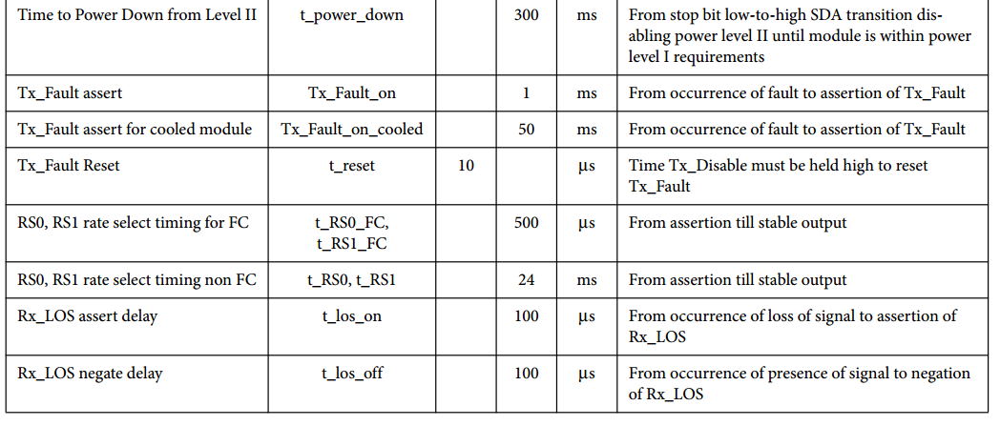 Time to Power Down from Level II t_power_down 300 ms From stop bit low-to-high SDA transition dis-
abling power level II until module is within power
level I requirements
Tx_Fault assert Tx_Fault_on 1 ms From occurrence of fault to assertion of Tx_Fault
Tx_Fault assert for cooled module Tx_Fault_on_cooled 50 ms From occurrence of fault to assertion of Tx_Fault
Tx_Fault Reset t_reset 10 µs Time Tx_Disable must be held high to reset
Tx_Fault
RS0, RS1 rate select timing for FC t_RS0_FC, 500 µs From assertion till stable output
t_RS1_FC
RS0, RS1 rate select timing non FC t_RS0, t_RS1 24 ms From assertion till stable output
Rx_LOS assert delay t_los_on 100 µs From occurrence of loss of signal to assertion of
Rx_LOS
Rx_LOS negate delay t_los_off 100 µs From occurrence of presence of signal to negation
of Rx_LOS